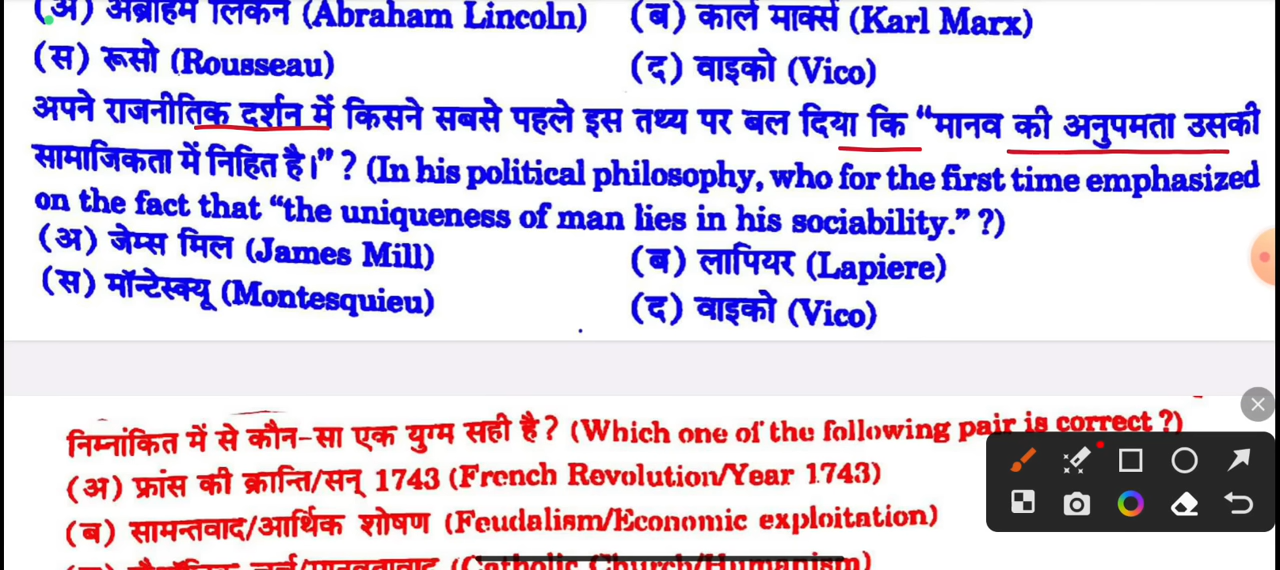 (अ) अब्राहम लिंकन (Abraham Lincoln) (ब) कार्ल मार्क्स (Karl Marx)
(स) रूसो (Rousseau) (द) वाइको (Vico)
अपने राजनीतिक दर्शन में किसने सबसे पहले इस तथ्य पर बल दिया कि “मानव की अनुपमता उसकी
सामाजिकता में निहित है।” ? (In his political philosophy, who for the first time emphasized
on the fact that “the uniqueness of man lies in his sociability.” ?)
(अ) जेम्स मिल (James Mill) (ब) लापियर (Lapiere)
(स) मॉन्टेस्क्यू (Montesquieu) (द) वाइको (Vico)
निम्नांकित में से कौन-सा एक युग्म सही है? (Which one of the following pair is correct ?)
(अ) फ्रांस की क्रान्ति/सन् 1743 (French Revolution/Year 1743)
(ब) सामन्तवाद/आर्थिक शोषण (Feudalism/Economic exploitation)
(Catholic Church/Humanism)